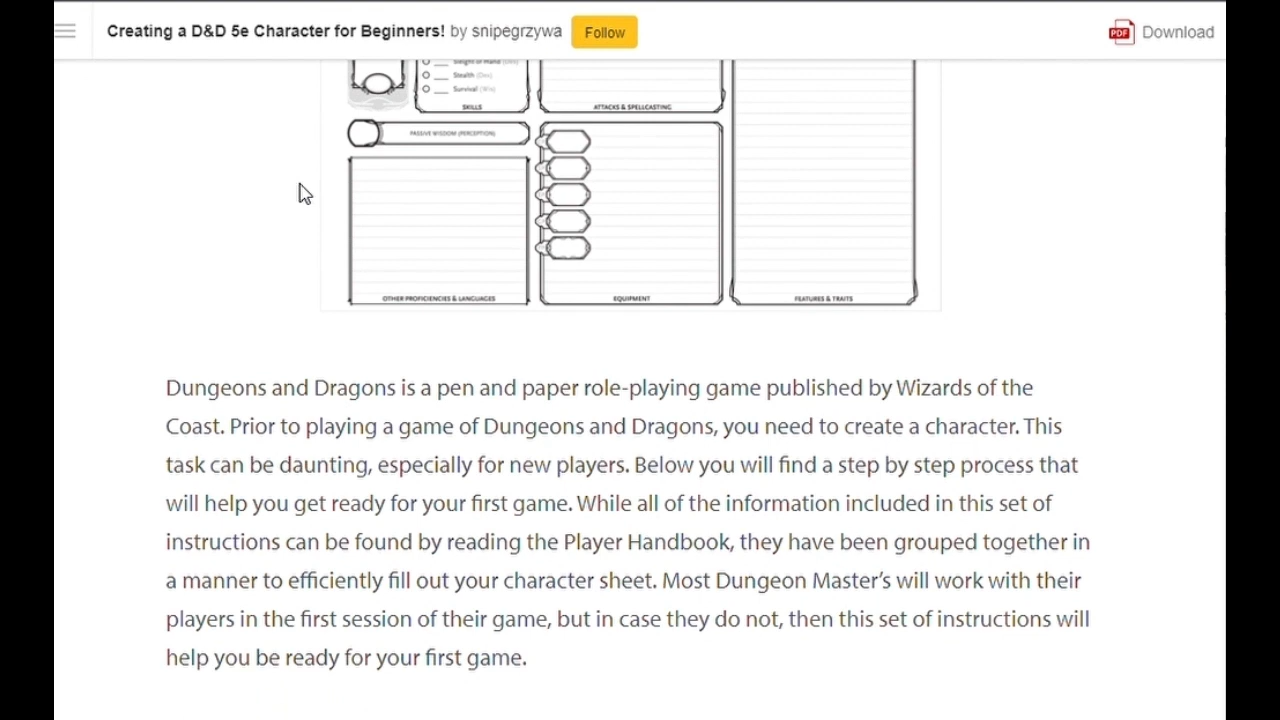 Creating a D&D 5e Character for Beginners! by snipegrzywa Follow
PDF Download
Sleight of Hand (Dex)
Stealth (Dex)
Survival (Wis)
SKILLS
ATTACKS & SPELLCASTING
PASSIVE WISDOM (PERCEPTION)
OTHER PROFICIENCIES & LANGUAGES
EQUIPMENT
FEATURES & TRAITS
Dungeons and Dragons is a pen and paper role-playing game published by Wizards of the
Coast. Prior to playing a game of Dungeons and Dragons, you need to create a character. This
task can be daunting, especially for new players. Below you will find a step by step process that
will help you get ready for your first game. While all of the information included in this set of
instructions can be found by reading the Player Handbook, they have been grouped together in
a manner to efficiently fill out your character sheet. Most Dungeon Master's will work with their
players in the first session of their game, but in case they do not, then this set of instructions will
help you be ready for your first game.